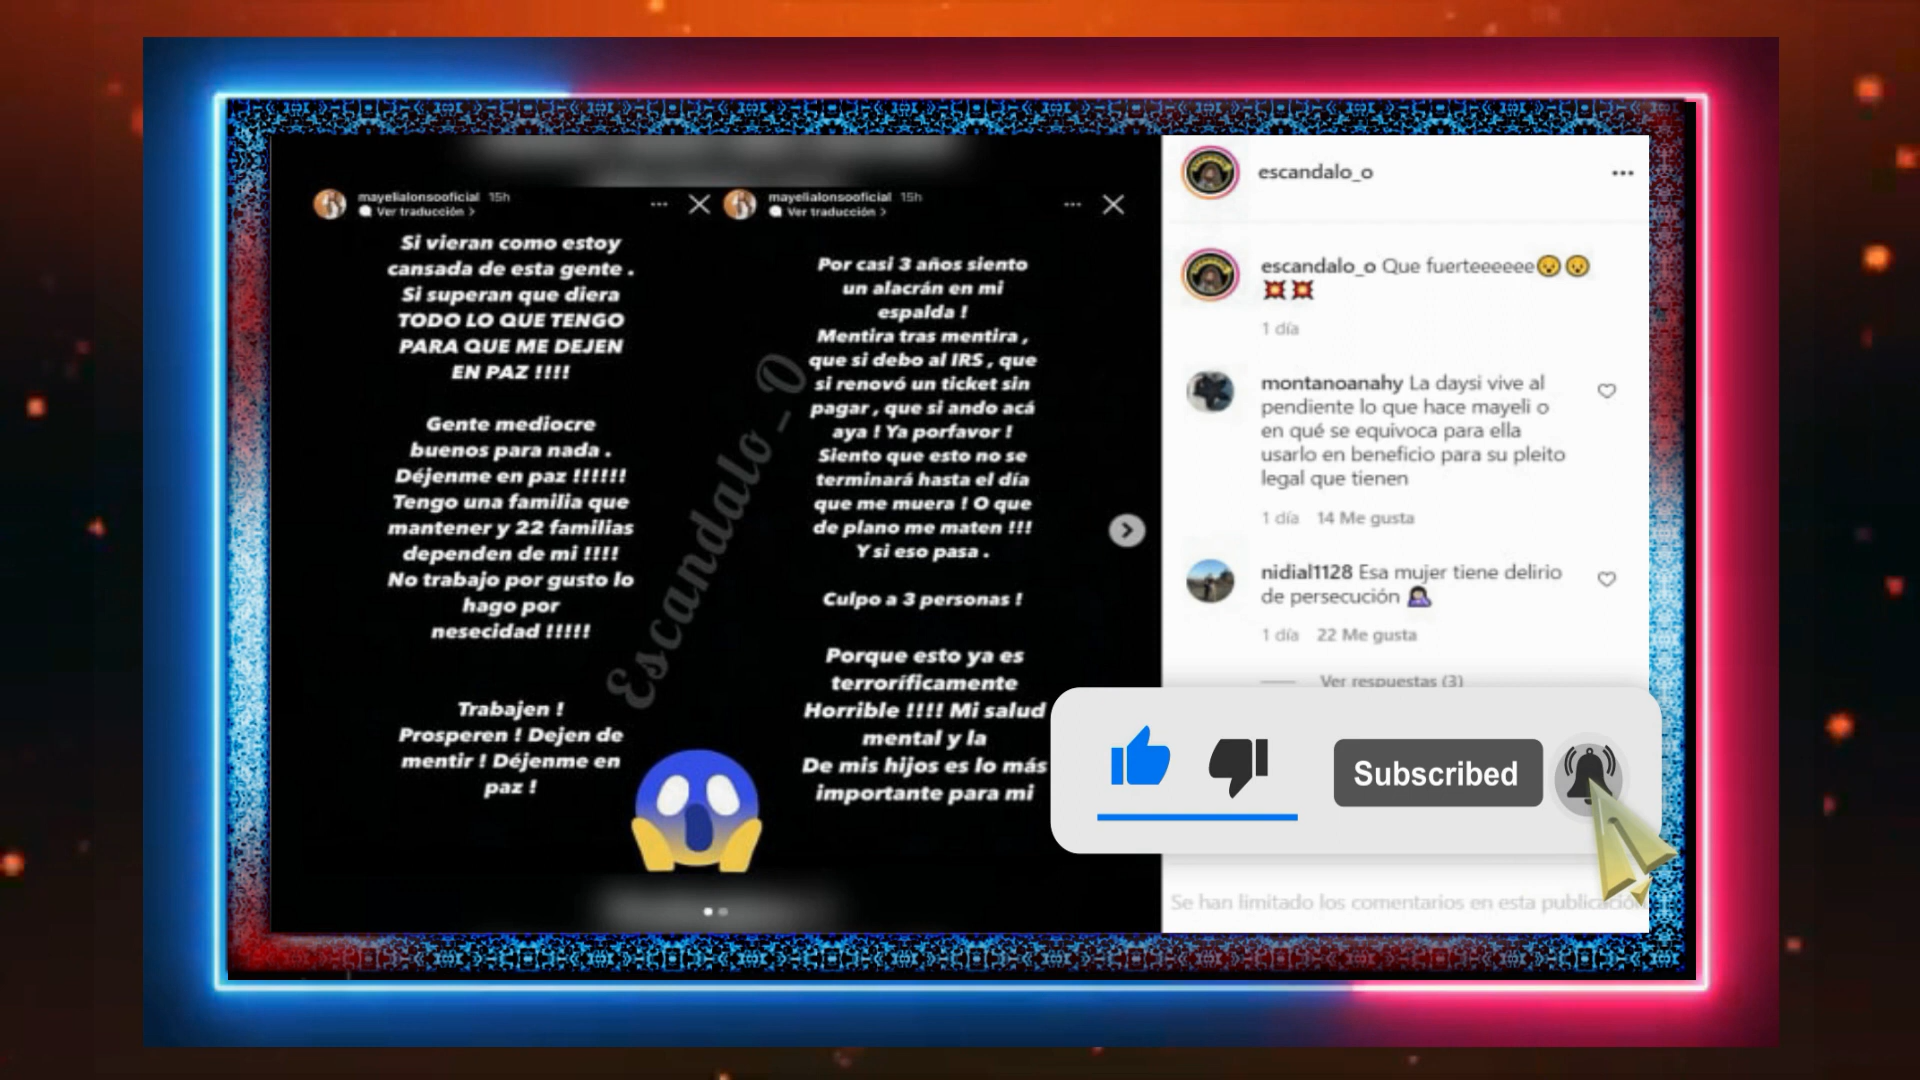 mayelialonsooficial 15h
Ver traducción >
Si vieran como estoy
cansada de esta gente .
Si superan que diera
TODO LO QUE TENGO
PARA QUE ME DEJEN
EN PAZ !!!!
Gente mediocre
buenos para nada .
Déjenme en paz !!!!!!
Tengo una familia que
mantener y 22 familias
dependen de mi !!!!
No trabajo por gusto lo
hago por
nesecidad !!!!!
Trabajen !
Prosperen ! Dejen de
mentir ! Déjenme en
paz !
mayelialonsooficial 15h
Ver traducción >
Por casi 3 años siento
un alacrán en mi
espalda !
Mentira tras mentira ,
que si debo al IRS , que
si renovó un ticket sin
pagar , que si ando acá
aya ! Ya porfavor !
Siento que esto no se
terminará hasta el día
que me muera ! O que
de plano me maten !!!
Y si eso pasa .
Culpo a 3 personas !
Porque esto ya es
terroríficamente
Horrible !!!! Mi salud
mental y la
De mis hijos es lo más
importante para mi
Escandalo_O
escandalo_o
escandalo_o Que fuerteeeeee😮😮
💥💥
1 día
montanoanahy La daysi vive al
pendiente lo que hace mayeli o
en qué se equivoca para ella
usarlo en beneficio para su pleito
legal que tienen
1 día 14 Me gusta
nidial1128 Esa mujer tiene delirio
de persecución 🤦🏻‍♀️
1 día 22 Me gusta
Ver respuestas (3)
Subscribed
Se han limitado los comentarios en esta publicación